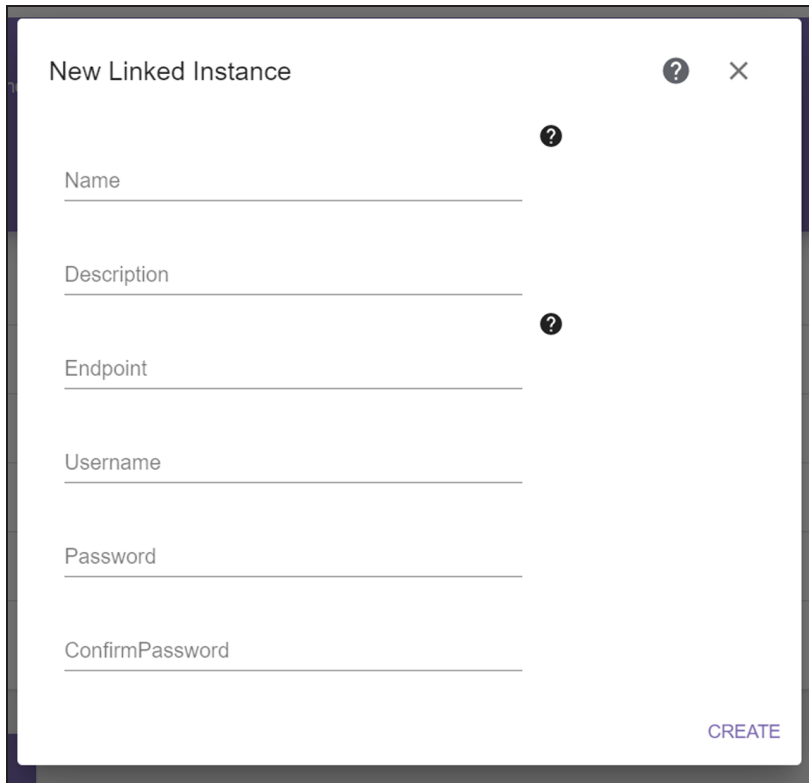 New Linked Instance
Name
Description
Endpoint
Username
Password
ConfirmPassword
CREATE